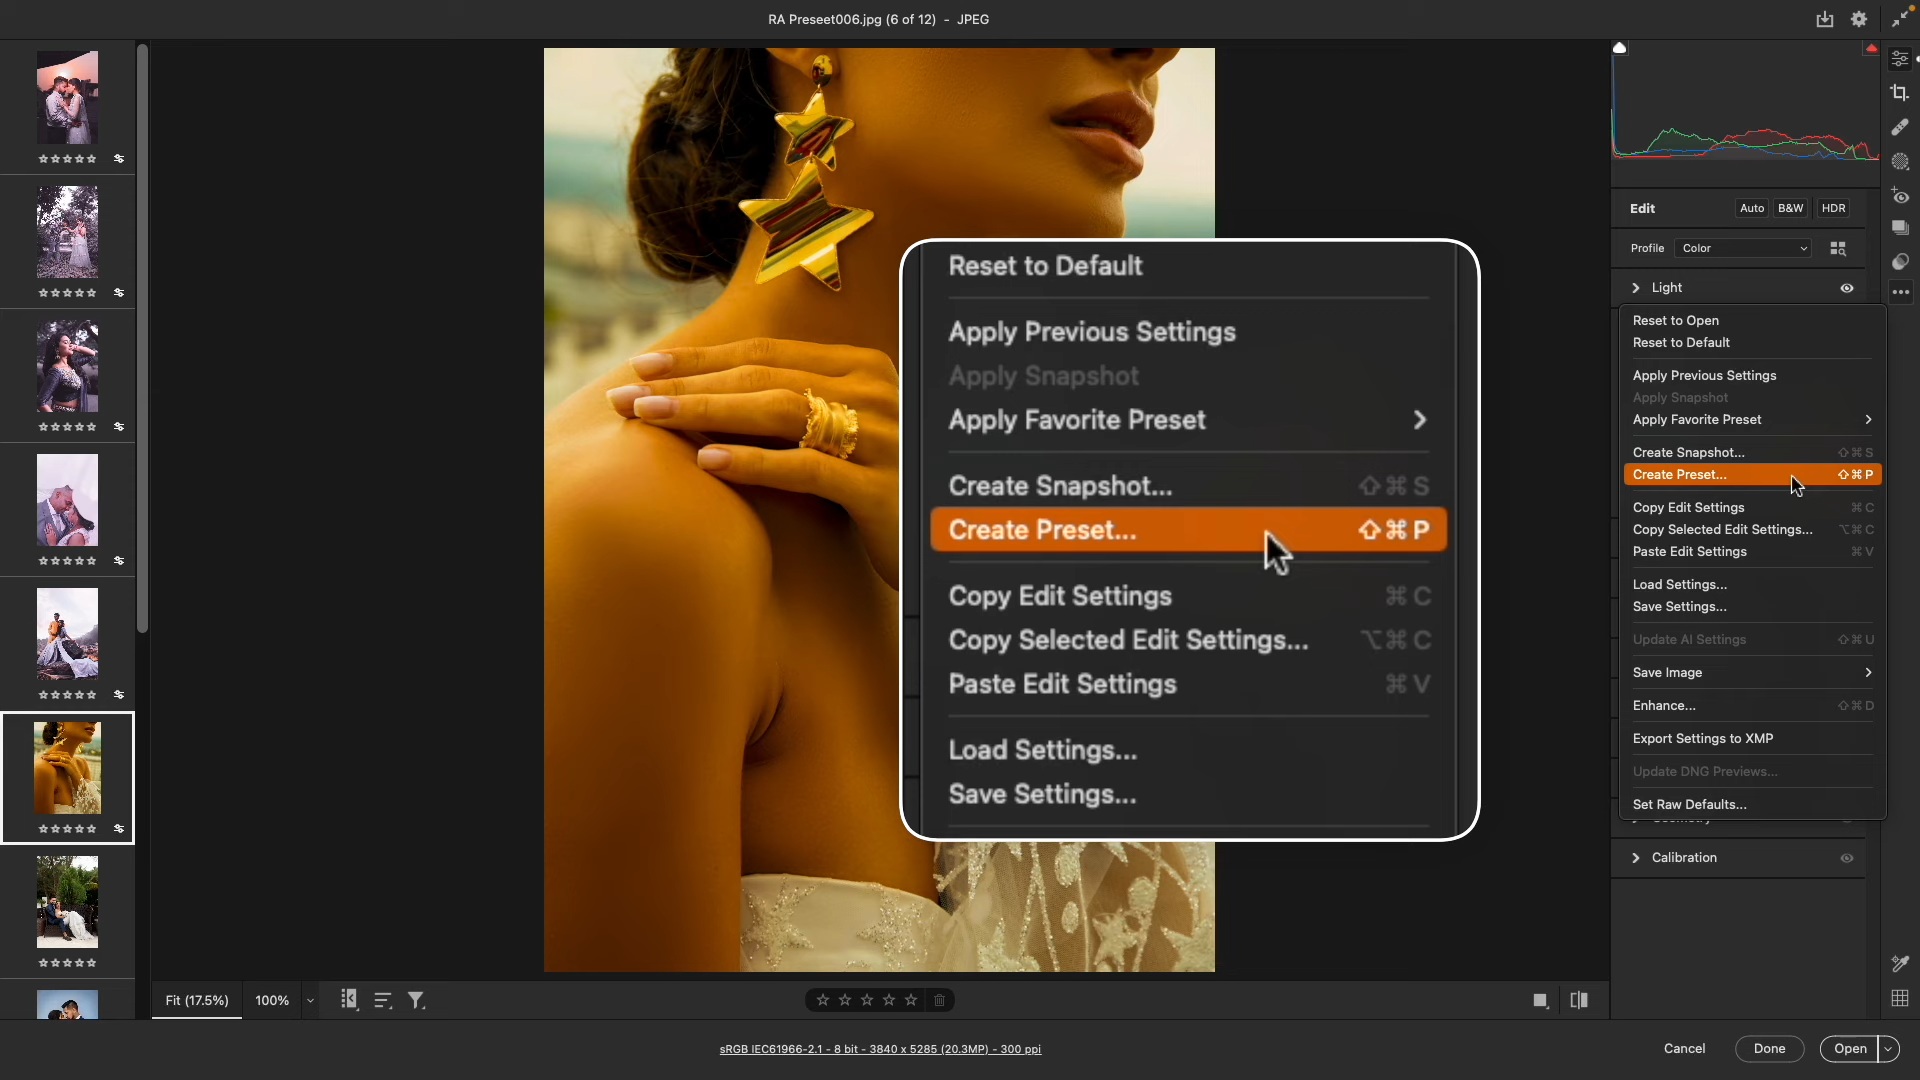 RA Preseet006.jpg (6 of 12) - JPEG
Edit
Auto
B&W
HDR
Profile
Color
Light
Reset to Open
Reset to Default
Apply Previous Settings
Apply Snapshot
Apply Favorite Preset
Create Snapshot... ⇧⌘S
Create Preset... ⇧⌘P
Copy Edit Settings ⌘C
Copy Selected Edit Settings... ⌥⌘C
Paste Edit Settings ⌘V
Load Settings...
Save Settings...
Update AI Settings ⇧⌘U
Save Image
Enhance... ⇧⌘D
Export Settings to XMP
Update DNG Previews...
Set Raw Defaults...
Calibration
Reset to Default
Apply Previous Settings
Apply Snapshot
Apply Favorite Preset
Create Snapshot... ⇧⌘S
Create Preset... ⇧⌘P
Copy Edit Settings ⌘C
Copy Selected Edit Settings... ⌥⌘C
Paste Edit Settings ⌘V
Load Settings...
Save Settings...
Fit (17.5%)
100%
sRGB IEC61966-2.1 - 8 bit - 3840 x 5285 (20.3MP) - 300 ppi
Cancel
Done
Open